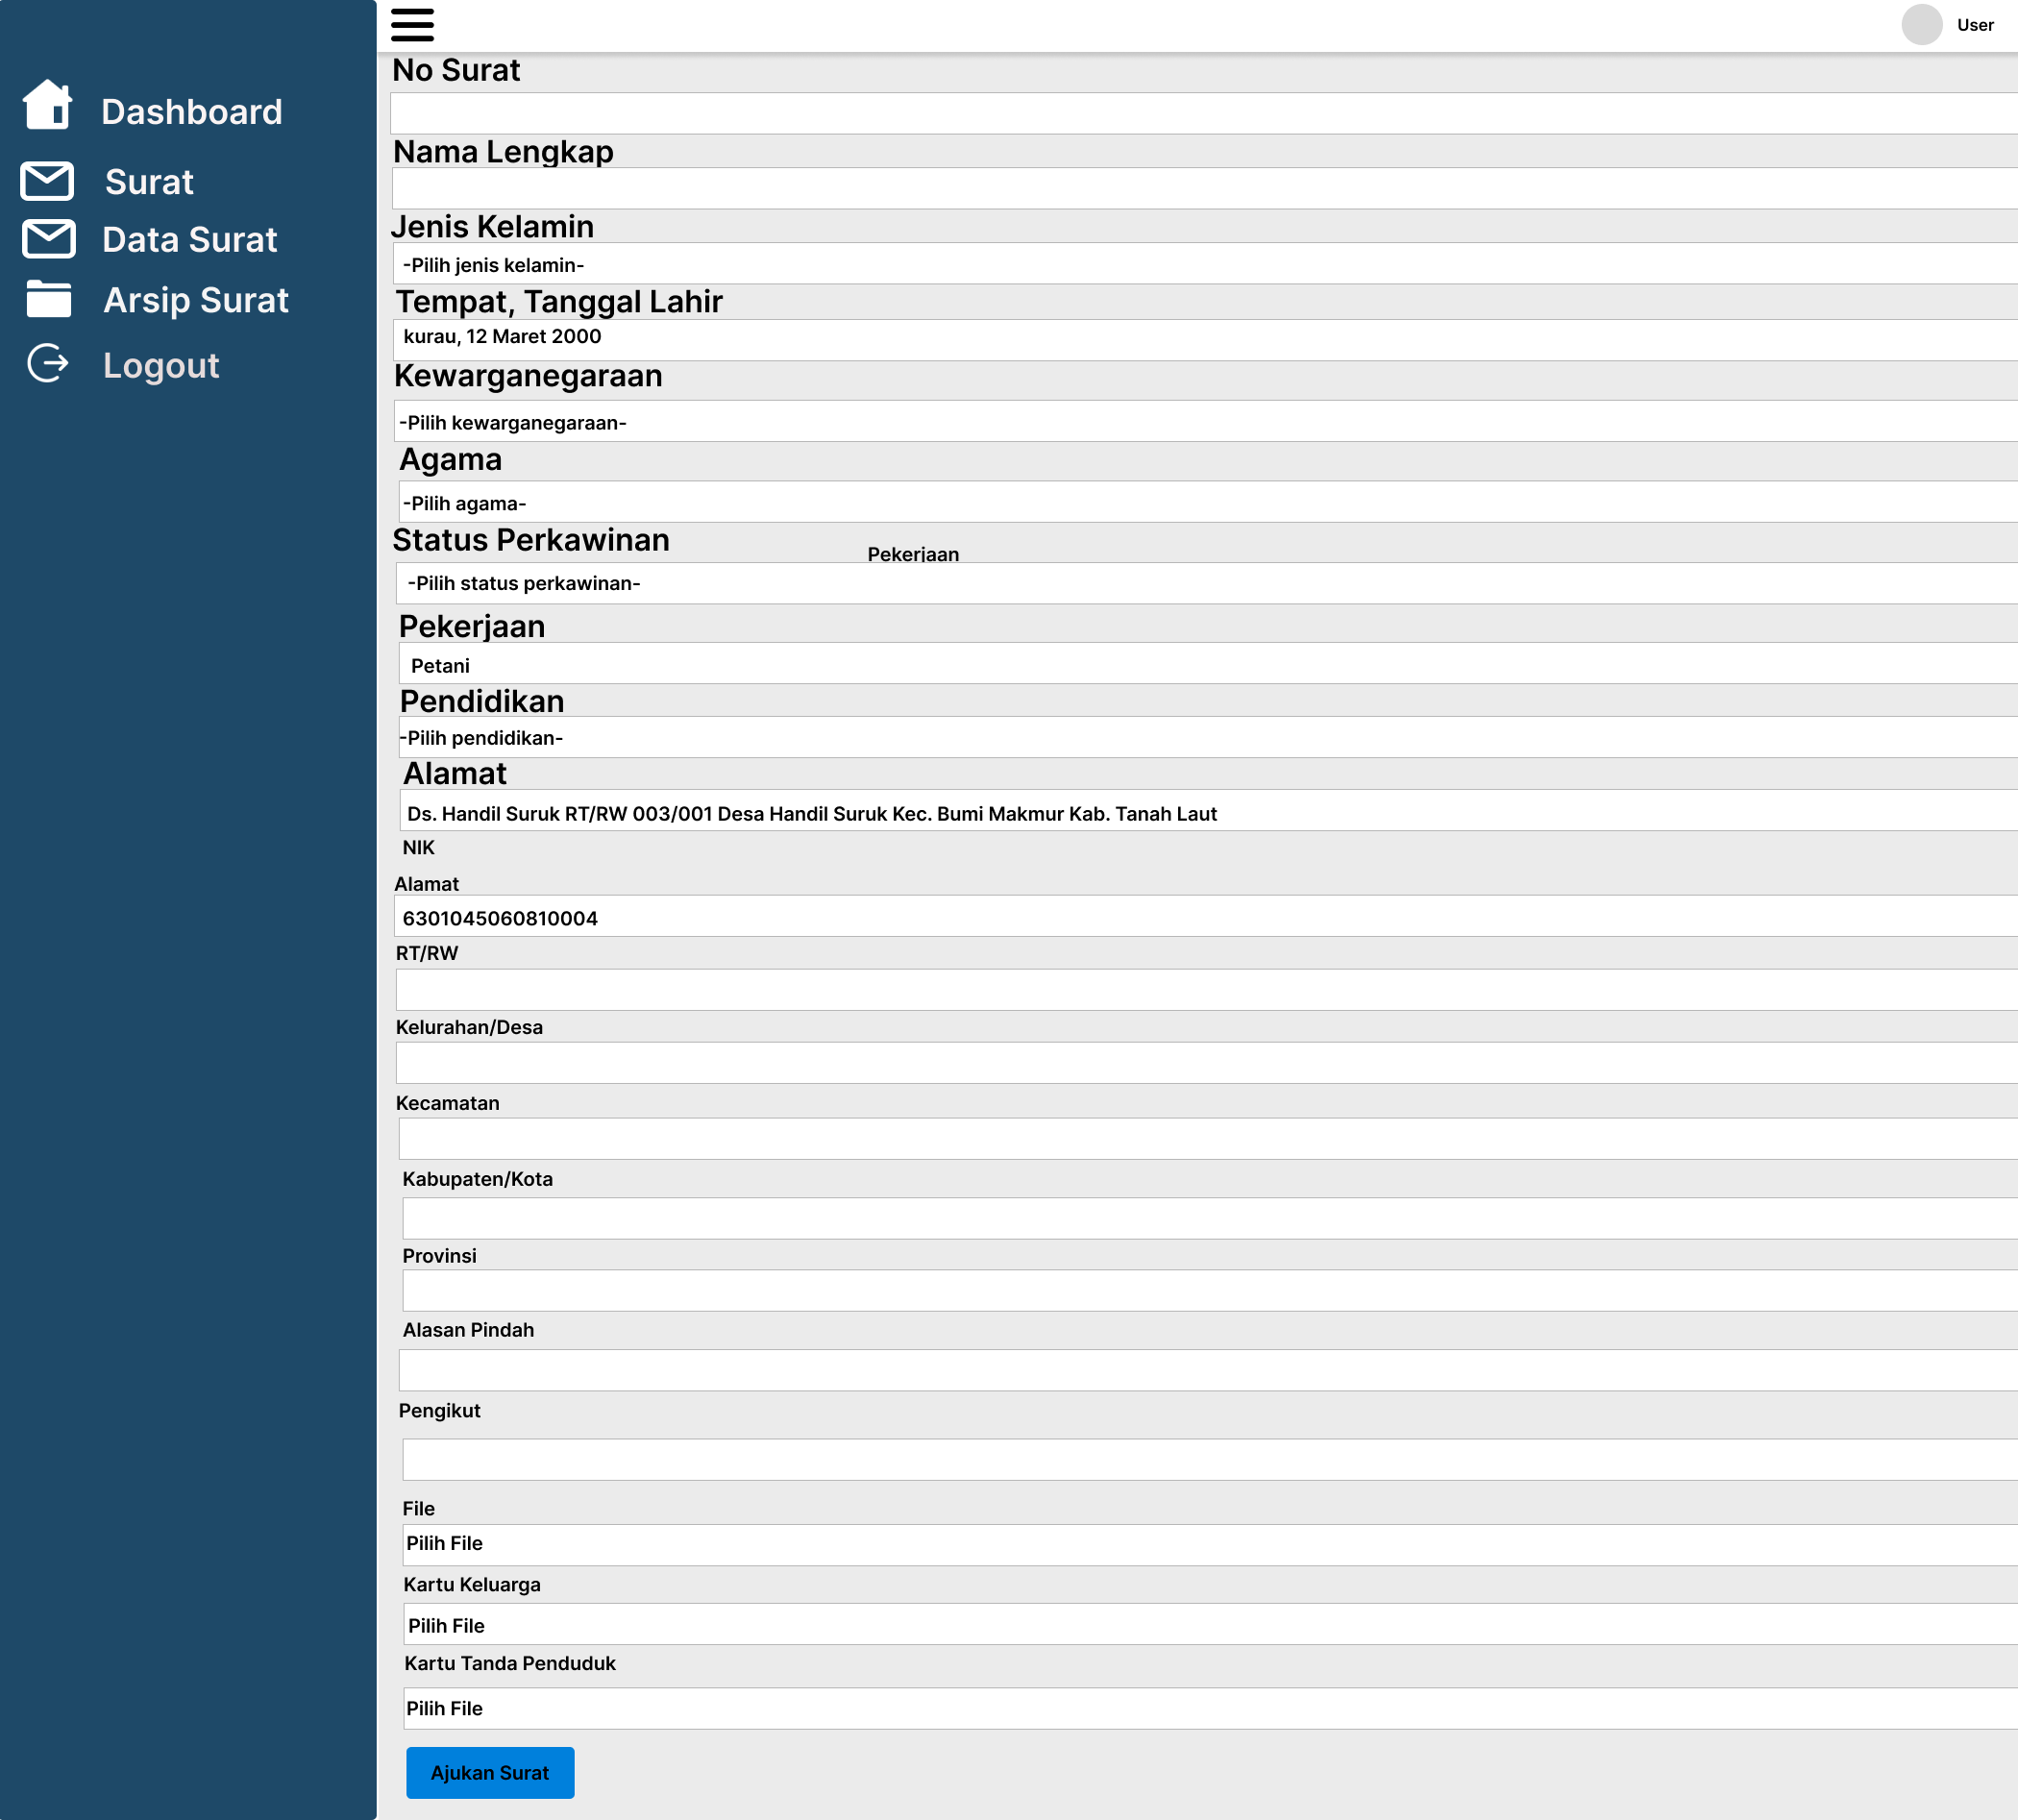 User
Dashboard
Surat
Data Surat
Arsip Surat
Logout
No Surat
Nama Lengkap
Jenis Kelamin
-Pilih jenis kelamin-
Tempat, Tanggal Lahir
kurau, 12 Maret 2000
Kewarganegaraan
-Pilih kewarganegaraan-
Agama
-Pilih agama-
Status Perkawinan
Pekerjaan
-Pilih status perkawinan-
Pekerjaan
Petani
Pendidikan
-Pilih pendidikan-
Alamat
Ds. Handil Suruk RT/RW 003/001 Desa Handil Suruk Kec. Bumi Makmur Kab. Tanah Laut
NIK
Alamat
6301045060810004
RT/RW
Kelurahan/Desa
Kecamatan
Kabupaten/Kota
Provinsi
Alasan Pindah
Pengikut
File
Pilih File
Kartu Keluarga
Pilih File
Kartu Tanda Penduduk
Pilih File
Ajukan Surat